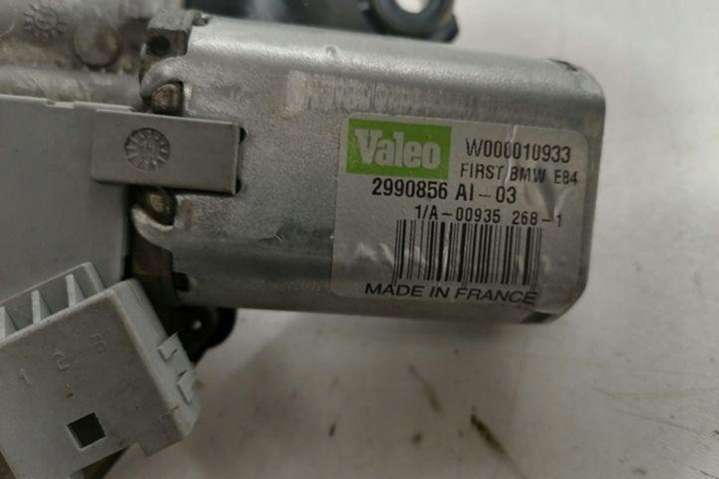 Valeo
W000010933
FIRST/BMW E84
2990856 AI-03
1/A-00935 268-1
MADE IN FRANCE
1 2 3